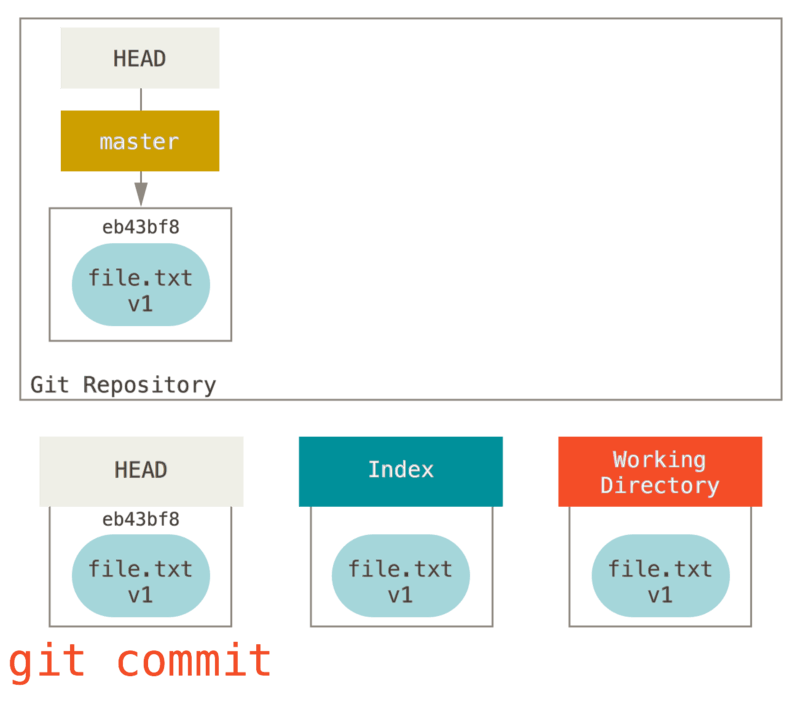 HEAD
master
eb43bf8
file.txt
v1
Git Repository
HEAD
Index
Working
Directory
eb43bf8
file.txt
v1
file.txt
v1
file.txt
v1
git commit